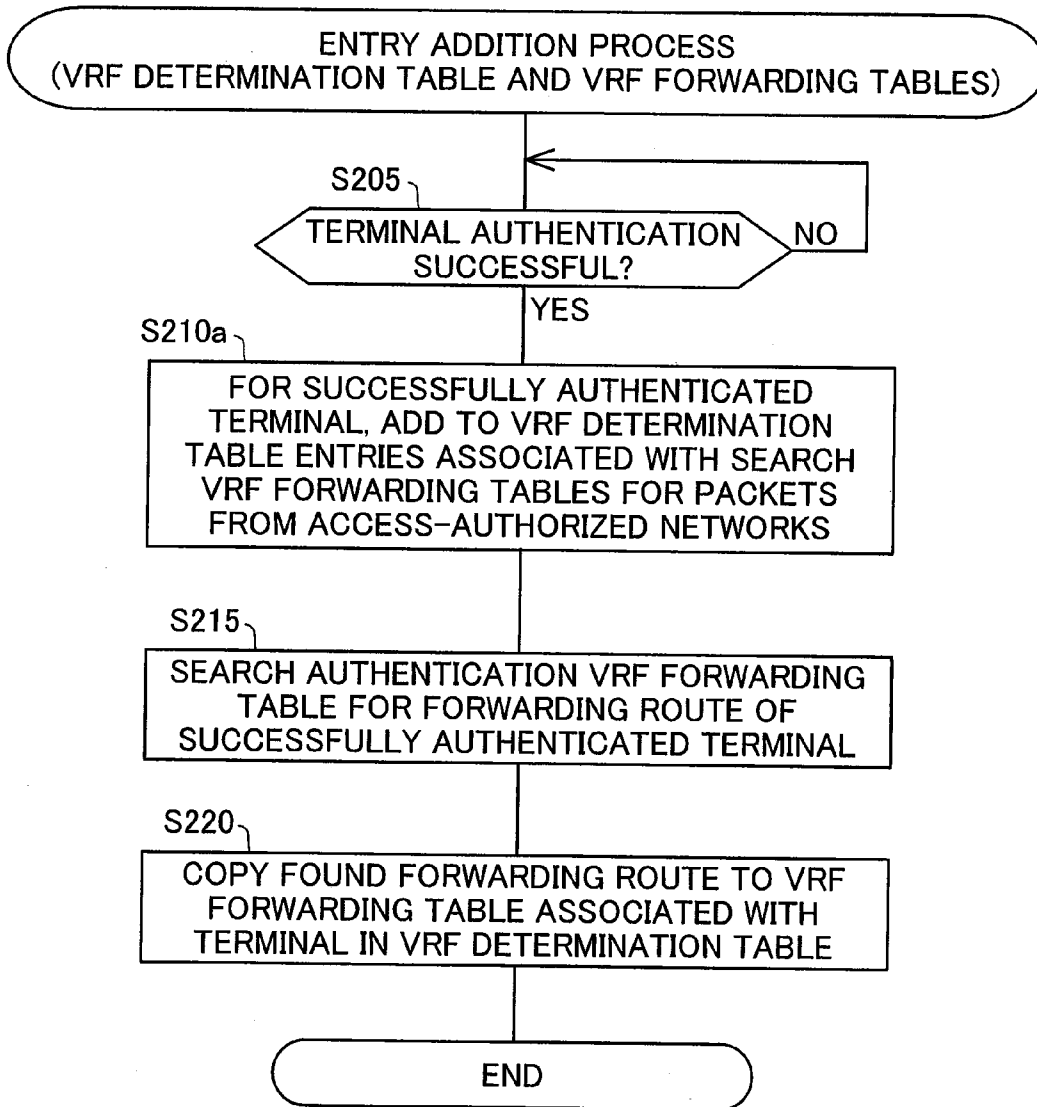 ENTRY ADDITION PROCESS
(VRF DETERMINATION TABLE AND VRF FORWARDING TABLES)
S205
TERMINAL AUTHENTICATION
SUCCESSFUL?
NO
YES
S210a
FOR SUCCESSFULLY AUTHENTICATED
TERMINAL, ADD TO VRF DETERMINATION
TABLE ENTRIES ASSOCIATED WITH SEARCH
VRF FORWARDING TABLES FOR PACKETS
FROM ACCESS-AUTHORIZED NETWORKS
S215
SEARCH AUTHENTICATION VRF FORWARDING
TABLE FOR FORWARDING ROUTE OF
SUCCESSFULLY AUTHENTICATED TERMINAL
S220
COPY FOUND FORWARDING ROUTE TO VRF
FORWARDING TABLE ASSOCIATED WITH
TERMINAL IN VRF DETERMINATION TABLE
END